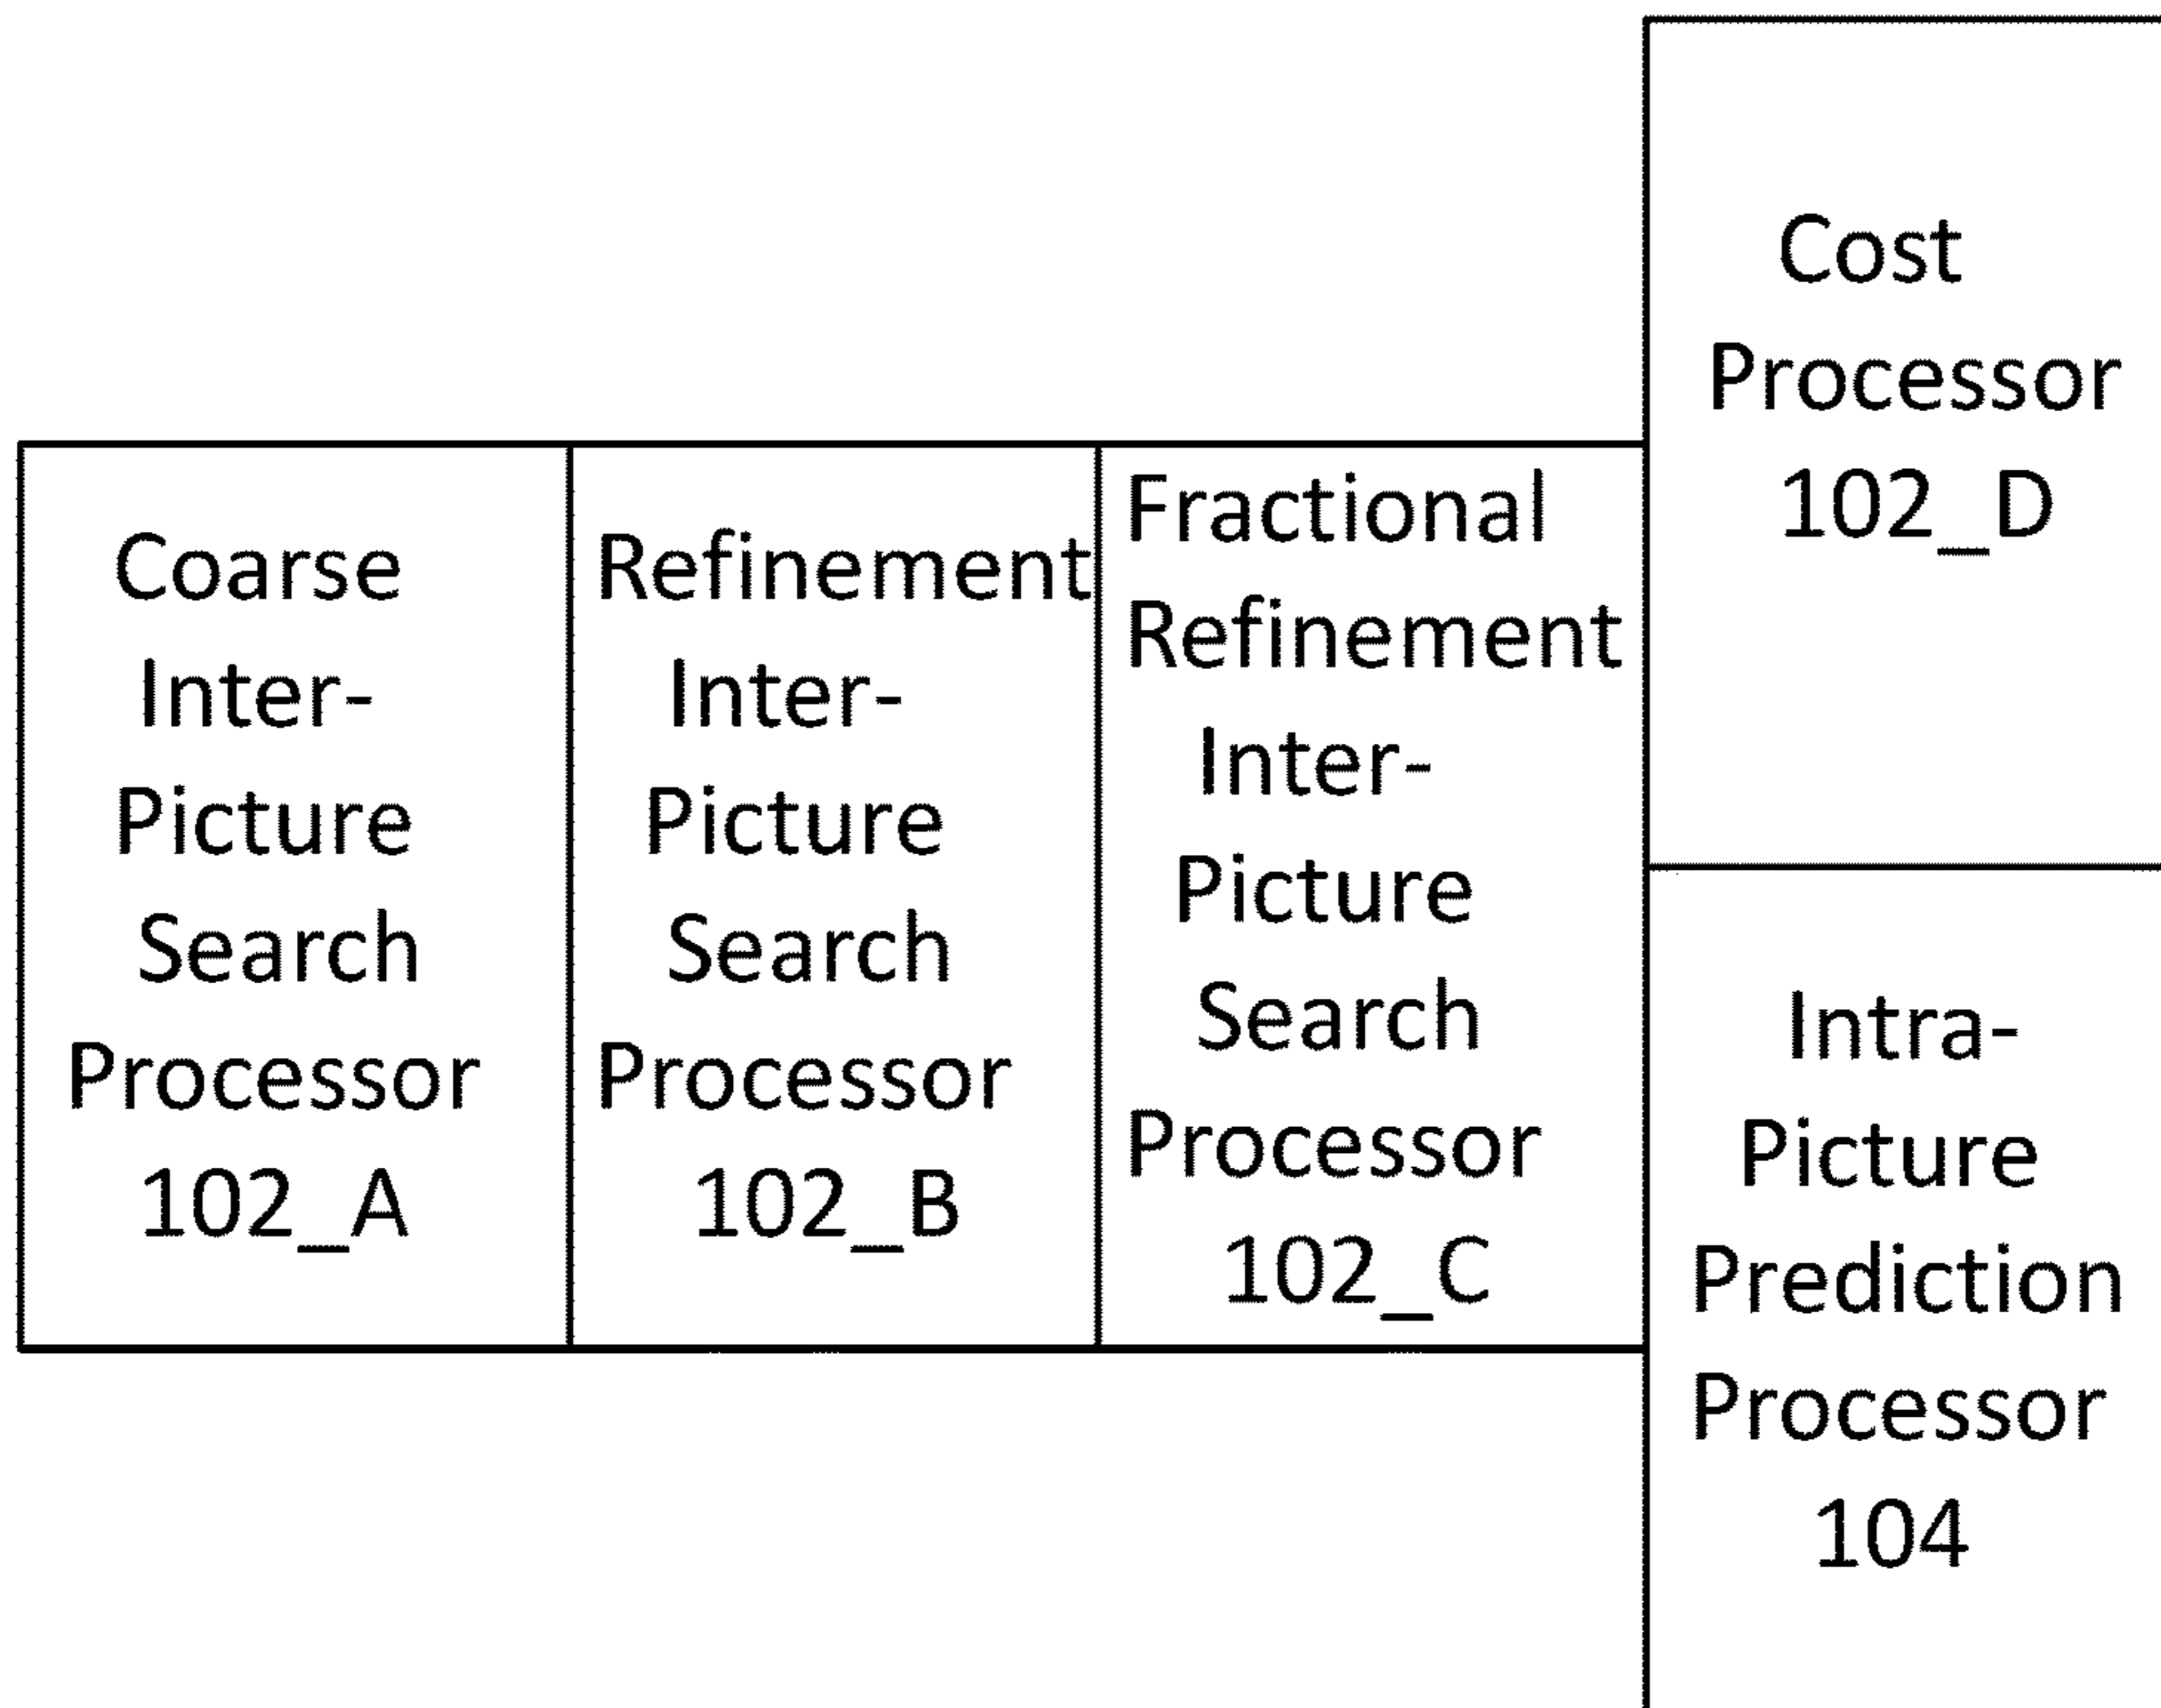 Coarse
Inter-
Picture
Search
Processor
102_A
Refinement
Inter-
Picture
Search
Processor
102_B
Fractional
Refinement
Inter-
Picture
Search
Processor
102_C
Cost
Processor
102_D
Intra-
Picture
Prediction
Processor
104